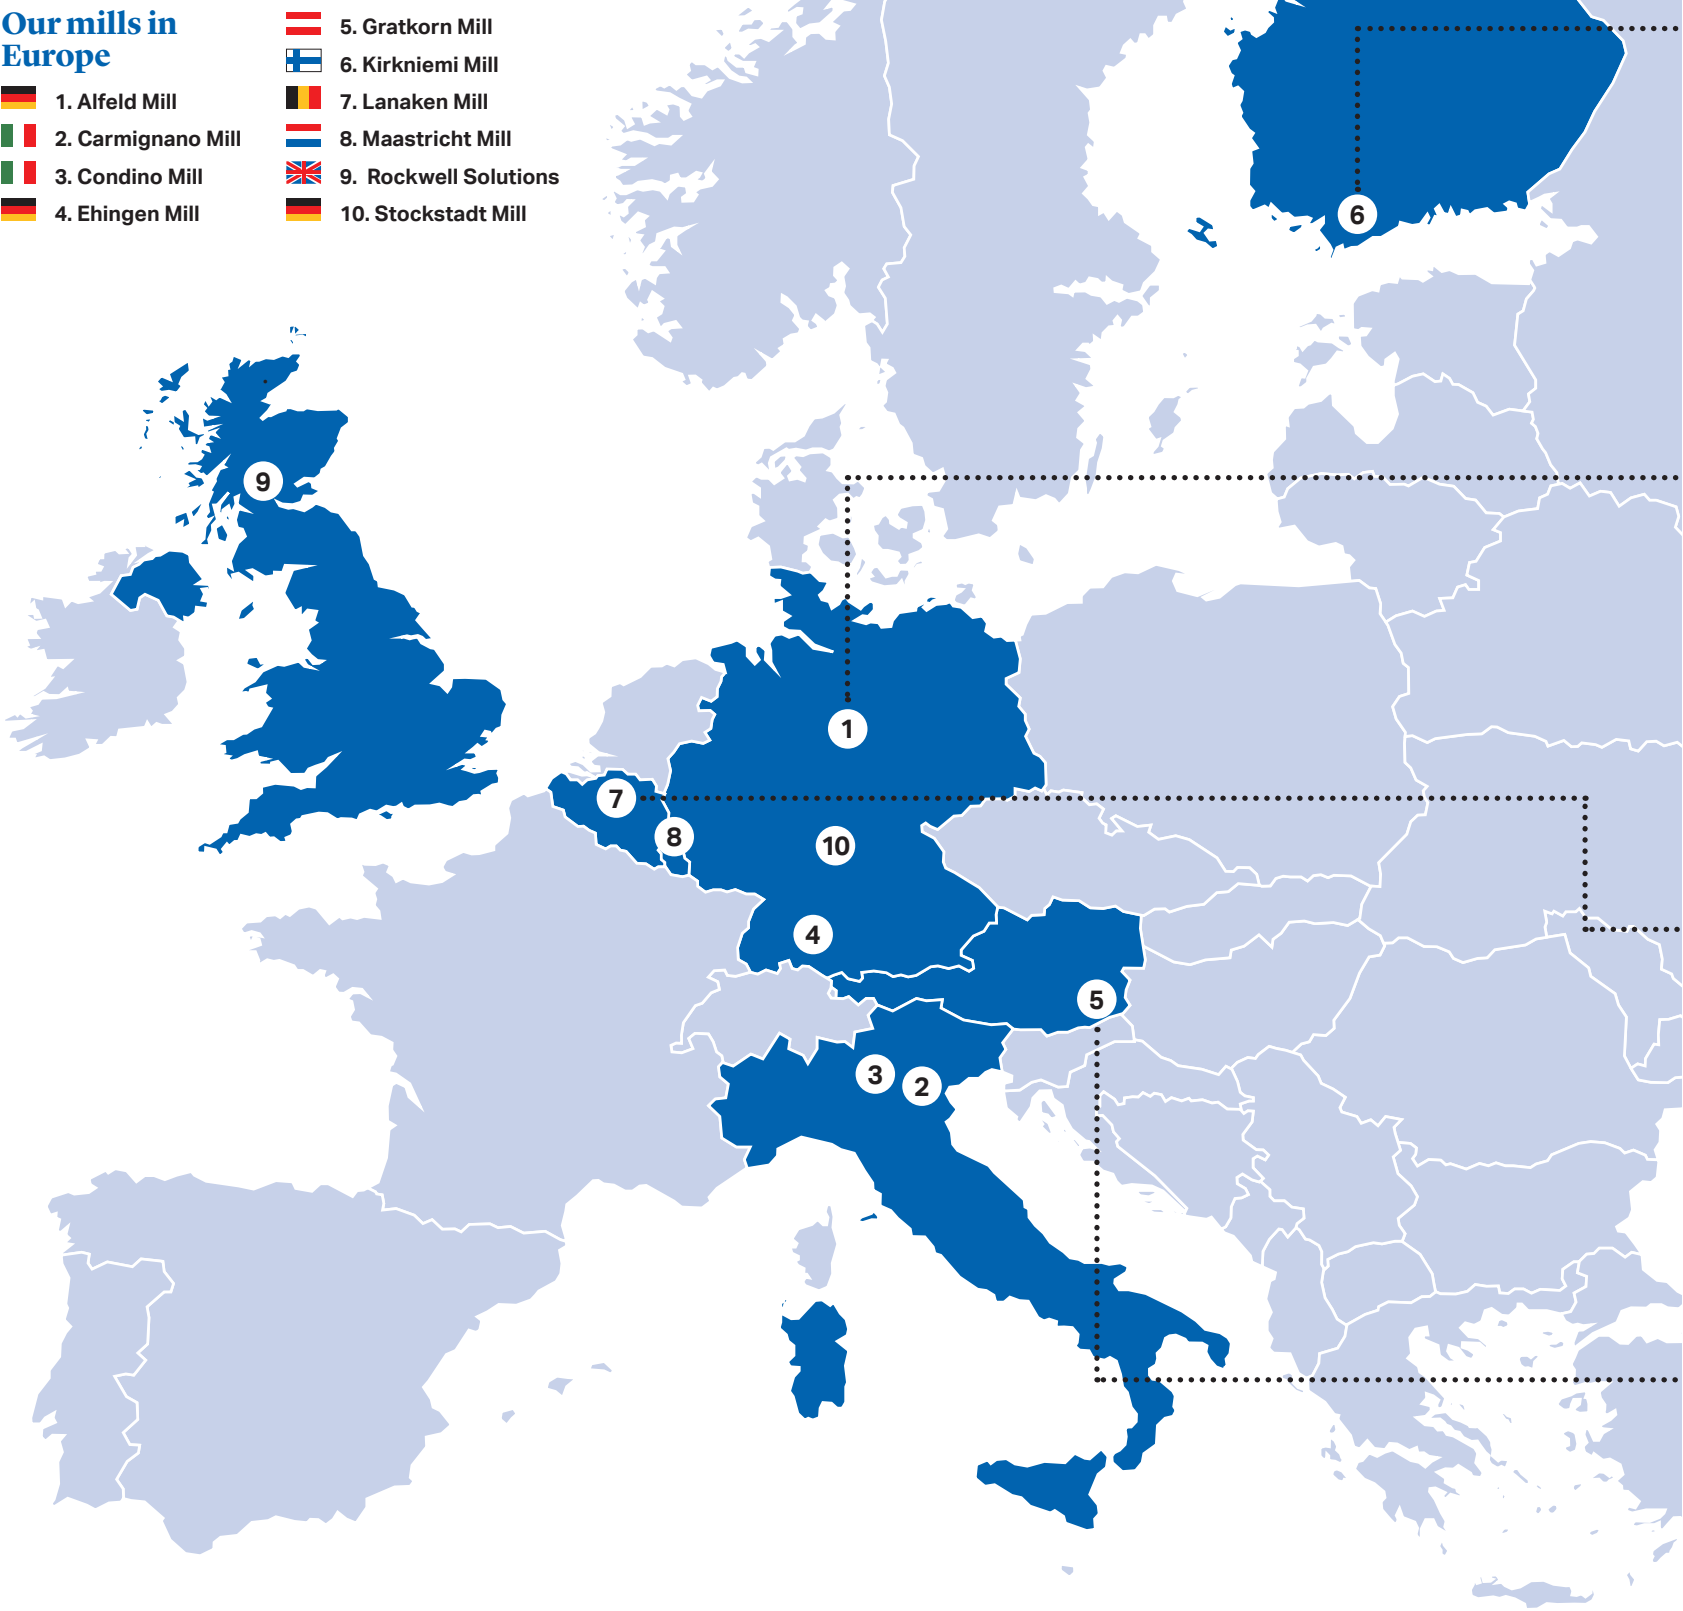 Our mills in
Europe
1. Alfeld Mill
2. Carmignano Mill
3. Condino Mill
4. Ehingen Mill
5. Gratkorn Mill
6. Kirkniemi Mill
7. Lanaken Mill
8. Maastricht Mill
9. Rockwell Solutions
10. Stockstadt Mill
6
9
1
7
8
10
4
5
3
2